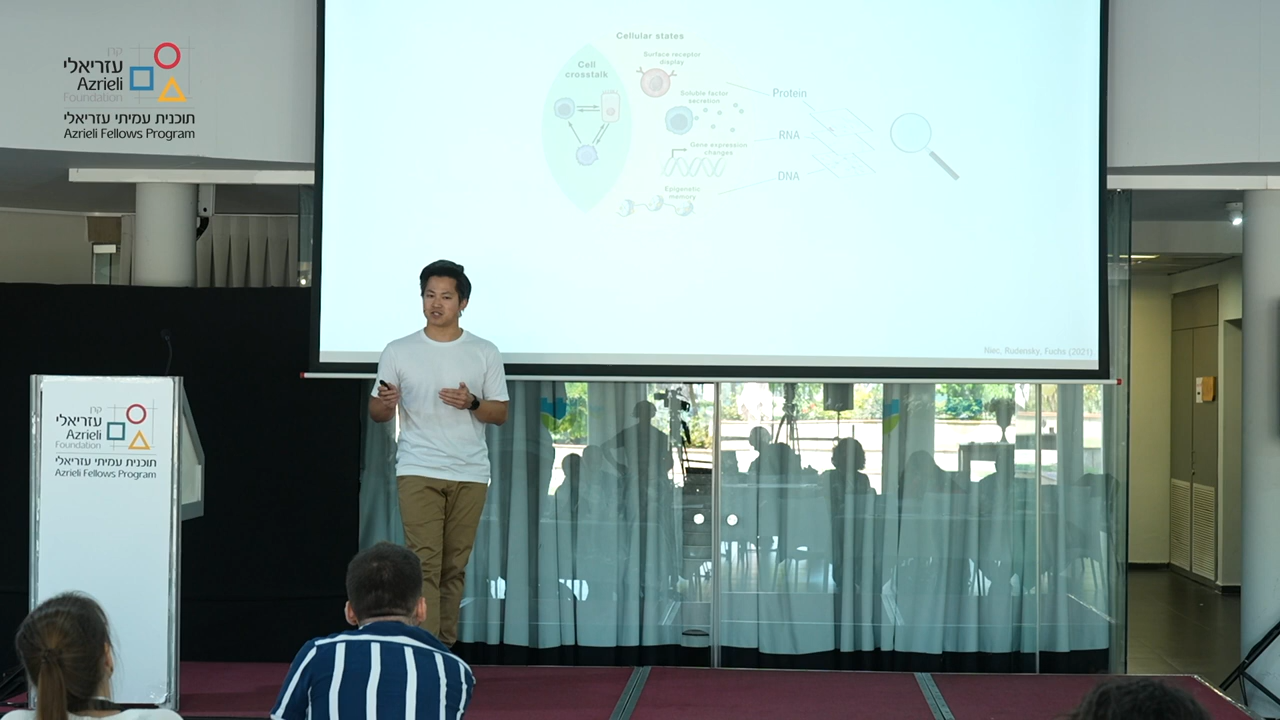 קרן
עזריאלי
Azrieli
Foundation
תוכנית עמיתי עזריאלי
Azrieli Fellows Program
Cellular states
Cell
crosstalk
Surface receptor
display
Soluble factor
secretion
Gene expression
changes
Epigenetic
memory
Protein
RNA
DNA
Niec, Rudensky, Fuchs (2021)
קרן
עזריאלי
Azrieli
Foundation
תוכנית עמיתי עזריאלי
Azrieli Fellows Program